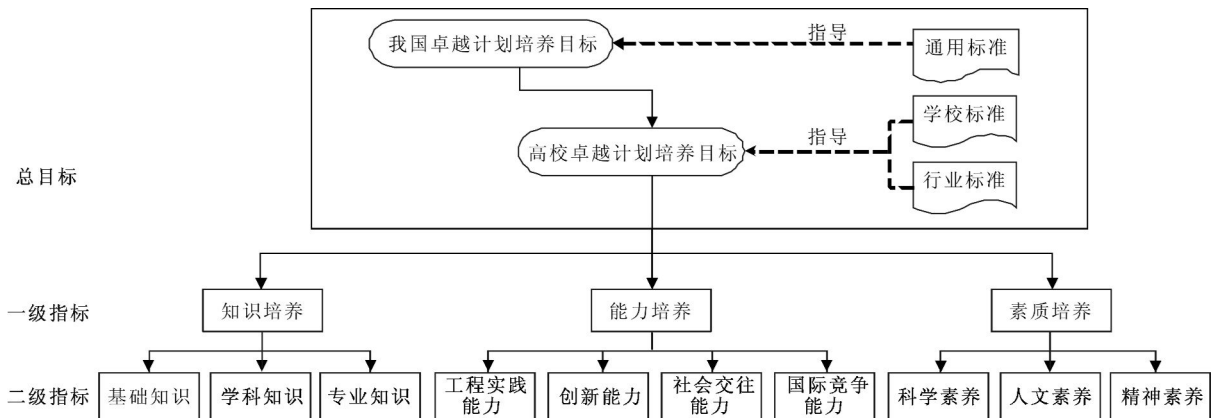 我国卓越计划培养目标
指导
通用标准
学校标准
指导
高校卓越计划培养目标
总目标
行业标准
一级指标
知识培养
能力培养
素质培养
二级指标
基础知识
学科知识
专业知识
工程实践
能力
创新能力
社会交往
能力
国际竞争
能力
科学素养
人文素养
精神素养